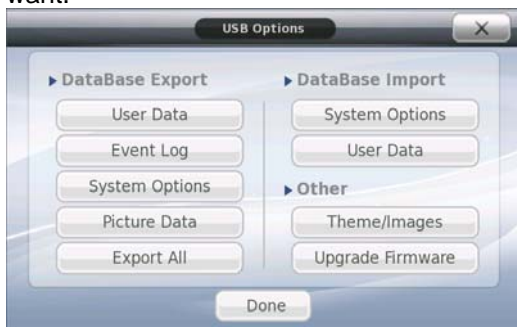 want.
USB Options
DataBase Export
User Data
Event Log
System Options
Picture Data
Export All
DataBase Import
System Options
User Data
Other
Theme/Images
Upgrade Firmware
Done